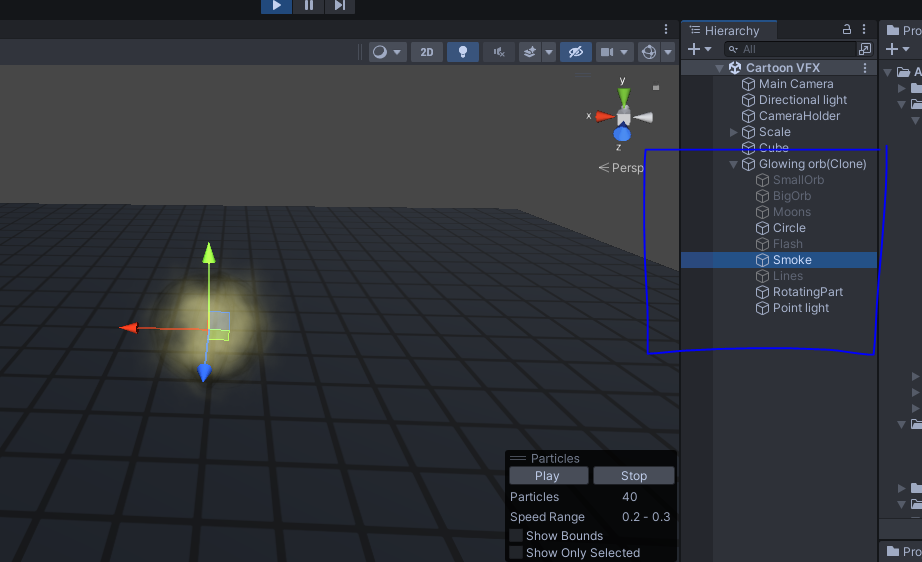 Hierarchy
Pro
2D
All
Cartoon VFX
A
Main Camera
Directional light
CameraHolder
Scale
Cube
y
x
z
Persp
Glowing orb(Clone)
SmallOrb
BigOrb
Moons
Circle
Flash
Smoke
Lines
RotatingPart
Point light
Particles
Play Stop
Particles 40
Speed Range 0.2 - 0.3
Show Bounds
Show Only Selected
Pro